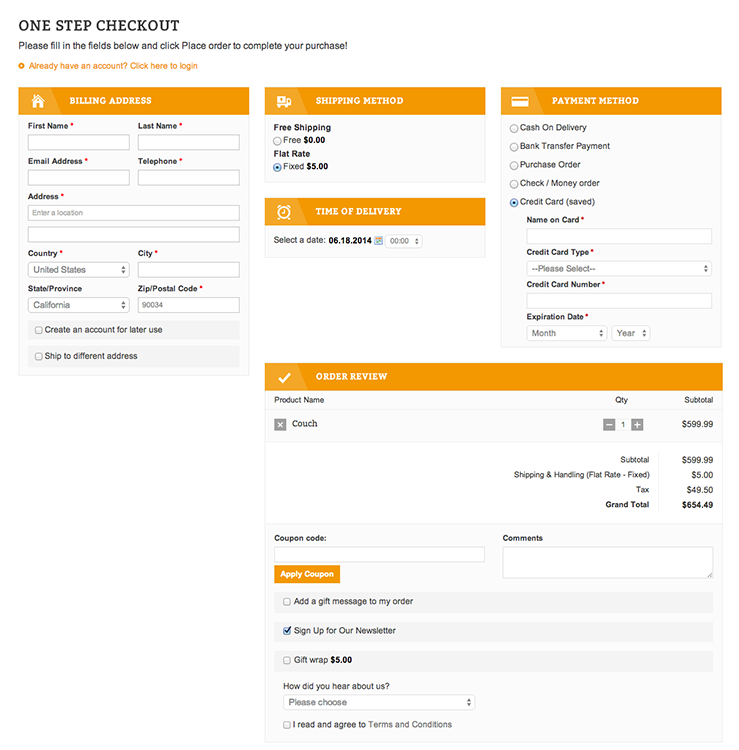 ONE STEP CHECKOUT
Please fill in the fields below and click Place order to complete your purchase!
Already have an account? Click here to login
BILLING ADDRESS
First Name * Last Name *
Email Address * Telephone *
Address *
Enter a location
Country * City *
United States
State/Province Zip/Postal Code *
California 90034
Create an account for later use
Ship to different address
SHIPPING METHOD
Free Shipping
Free $0.00
Flat Rate
Fixed $5.00
TIME OF DELIVERY
Select a date: 06.18.2014 00:00
PAYMENT METHOD
Cash On Delivery
Bank Transfer Payment
Purchase Order
Check / Money order
Credit Card (saved)
Name on Card *
Credit Card Type *
--Please Select--
Credit Card Number *
Expiration Date *
Month Year
ORDER REVIEW
Product Name Qty Subtotal
Couch 1 $599.99
Subtotal $599.99
Shipping & Handling (Flat Rate - Fixed) $5.00
Tax $49.50
Grand Total $654.49
Coupon code: Comments
Apply Coupon
Add a gift message to my order
Sign Up for Our Newsletter
Gift wrap $5.00
How did you hear about us?
Please choose
I read and agree to Terms and Conditions